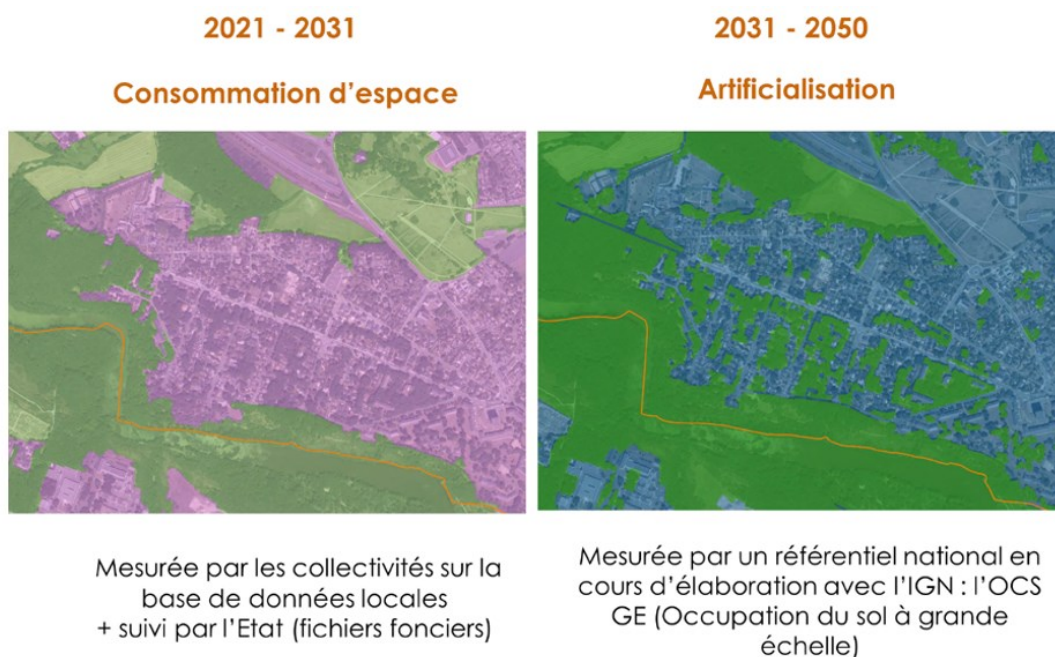 2021 - 2031
Consommation d'espace
2031 - 2050
Artificialisation
Mesurée par les collectivités sur la
base de données locales
+ suivi par l'Etat (fichiers fonciers)
Mesurée par un référentiel national en
cours d'élaboration avec l'IGN : l'OCS
GE (Occupation du sol à grande
échelle)